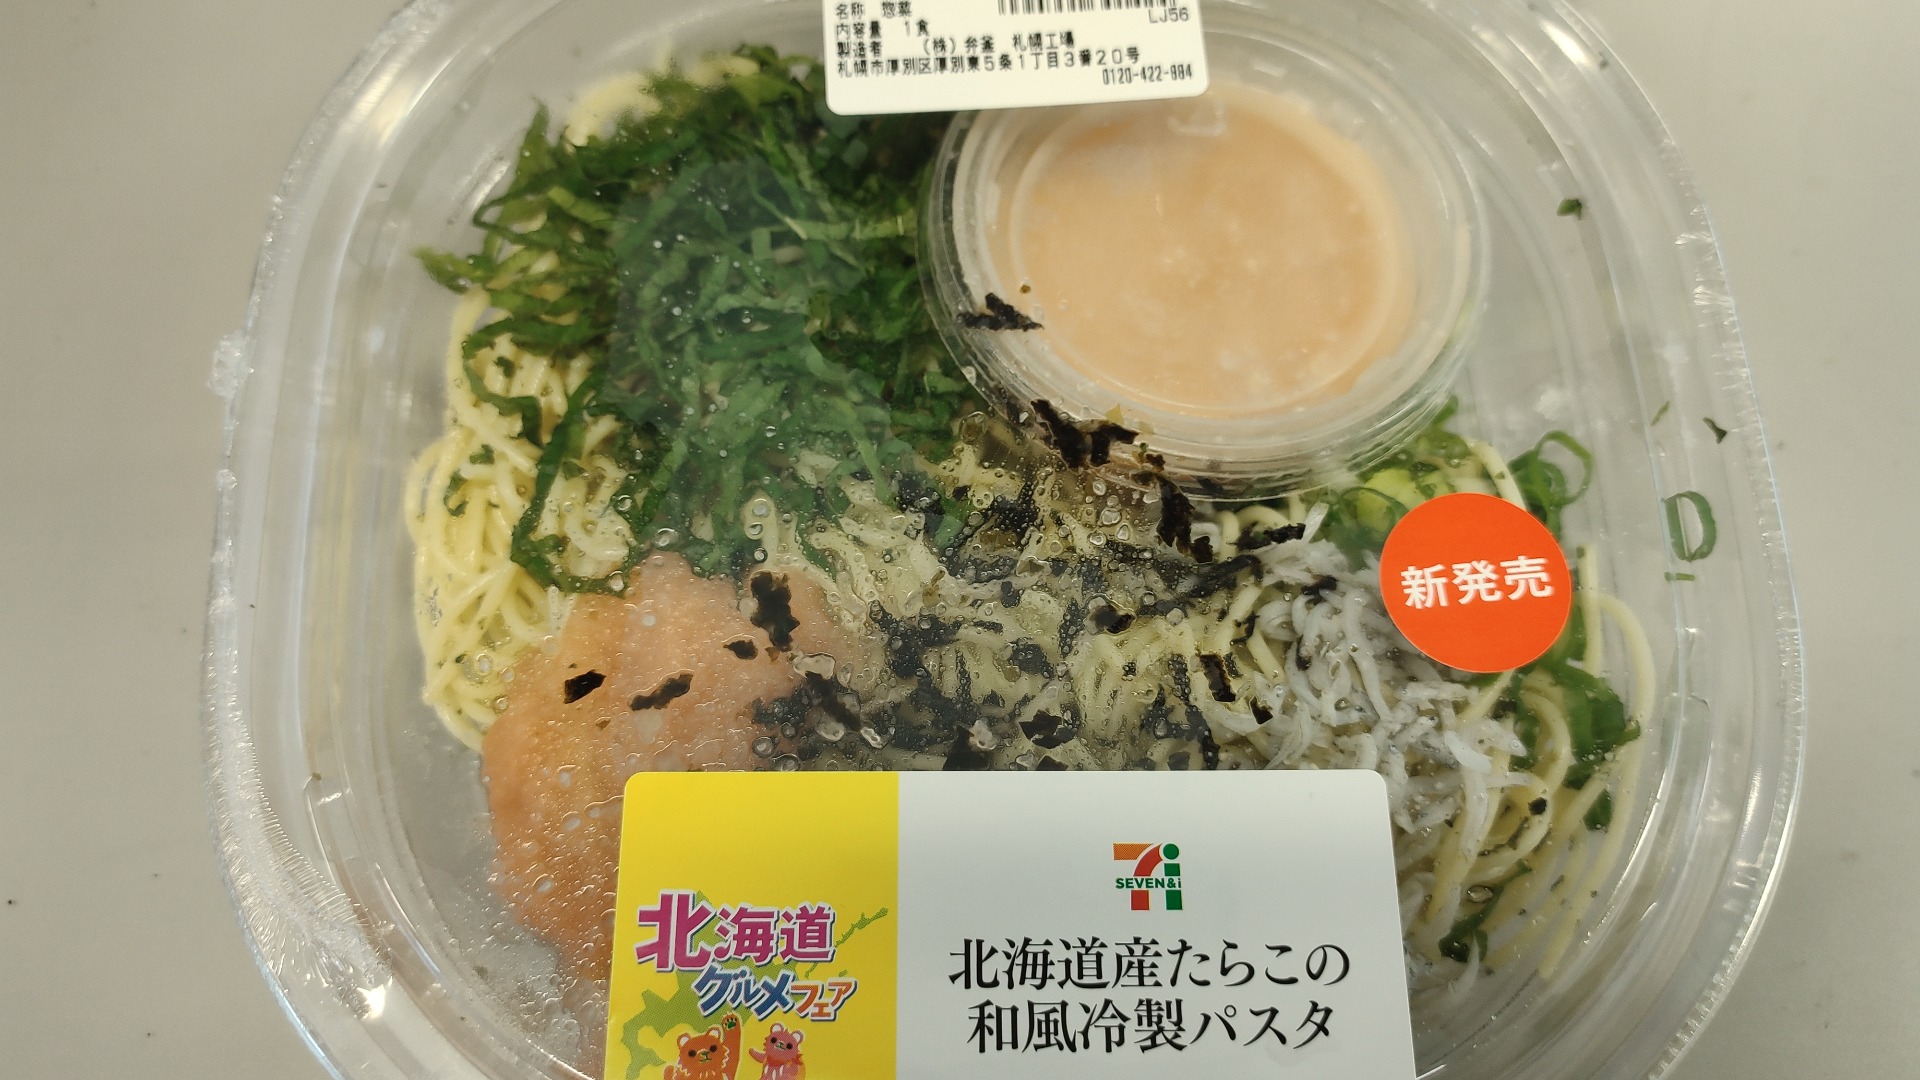 名称 惣菜
LJ56
内容量 1食
製造者 (株)弁釜 札幌工場
札幌市厚別区厚別東5条1丁目3番20号
0120-422-984
新発売
D
7i
SEVEN&i
北海道
グルメフェア
北海道産たらこの
和風冷製パスタ